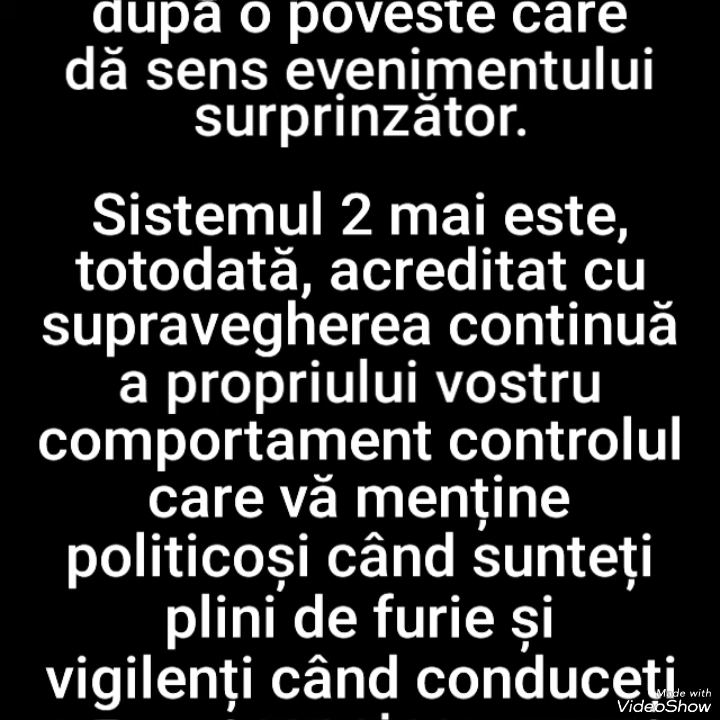 după o poveste care
dă sens evenimentului
surprinzător.
Sistemul 2 mai este,
totodată, acreditat cu
supravegherea continuă
a propriului vostru
comportament controlul
care vă menține
politicoși când sunteți
plini de furie și
vigilenți când conduceți
Made with
VideoShow